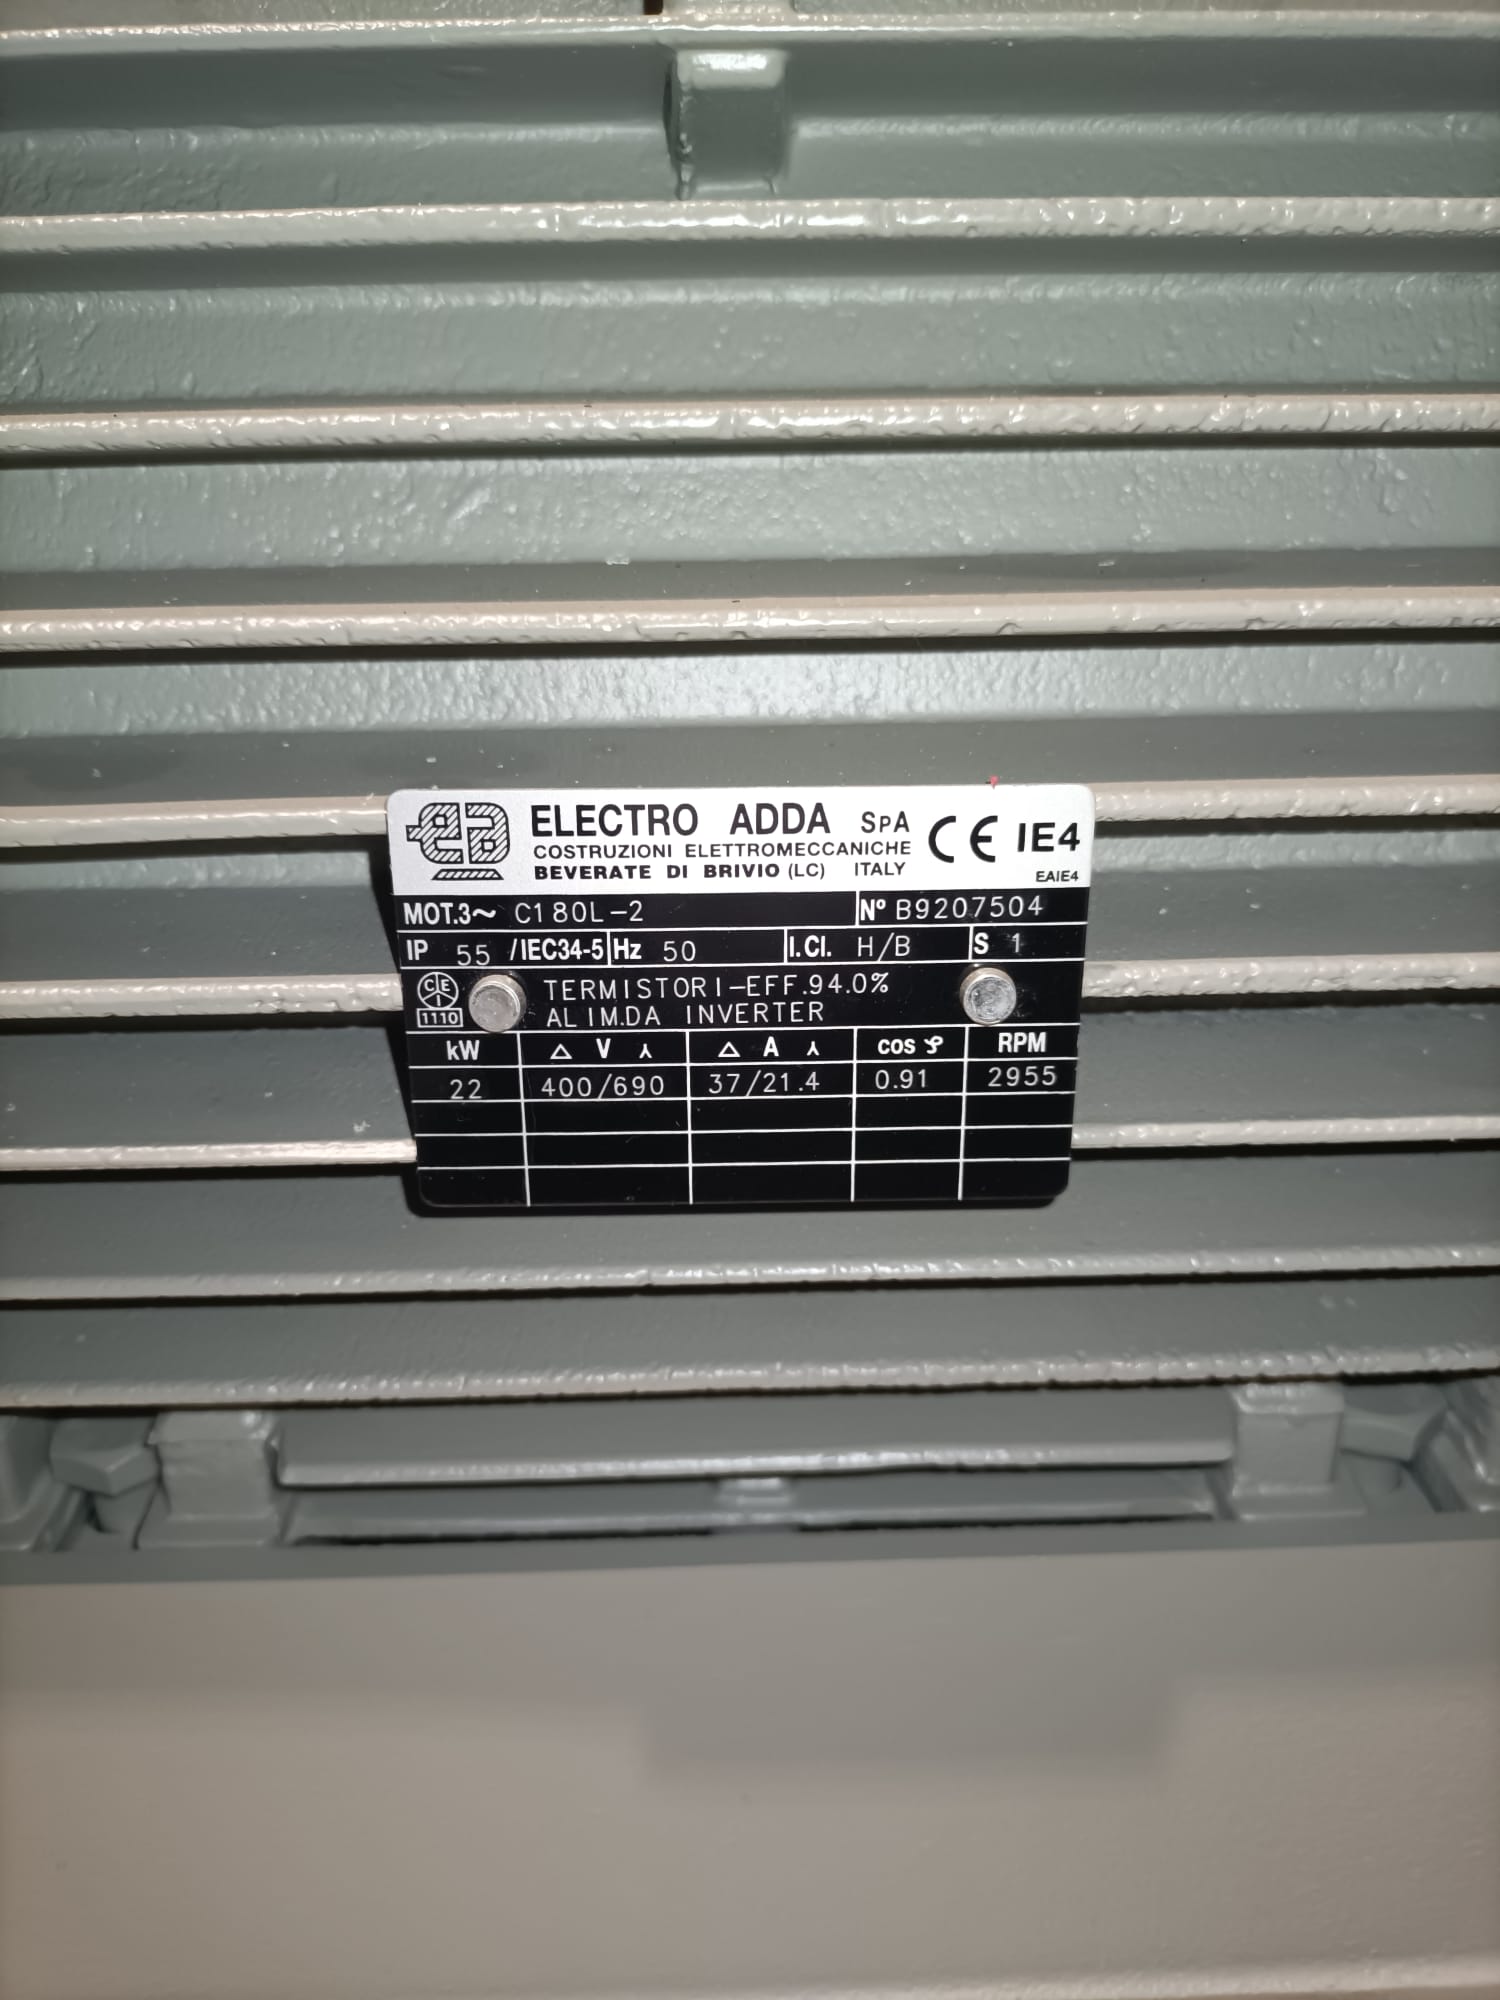 ELECTRO ADDA SpA CE IE4
COSTRUZIONI ELETTROMECCANICHE
BEVERATE DI BRIVIO (LC) ITALY EAIE4
MOT.3~ C180L-2 Nº B9207504
IP 55 /IEC34-5 Hz 50 I.Cl. H/B S 1
CEI TERMISTORI-EFF.94.0%
1110 ALIM.DA INVERTER
kW Δ V ⅄ Δ A ⅄ cos φ RPM
22 400/690 37/21.4 0.91 2955